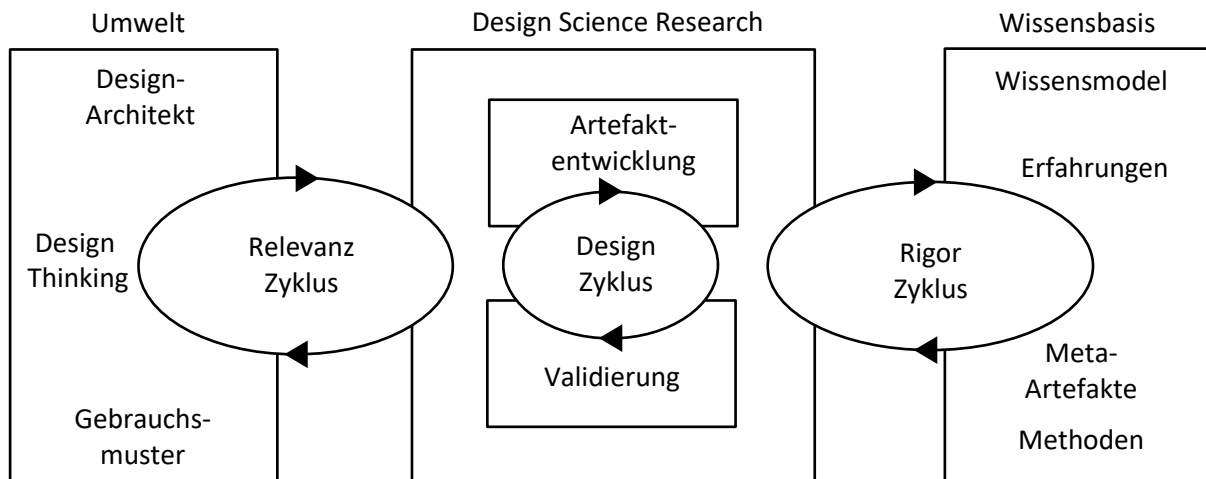 Umwelt
Design Science Research
Wissensbasis
Design-
Architekt
Design
Thinking
Gebrauchs-
muster
Relevanz
Zyklus
Artefakt-
entwicklung
Design
Zyklus
Validierung
Rigor
Zyklus
Wissensmodel
Erfahrungen
Meta-
Artefakte
Methoden